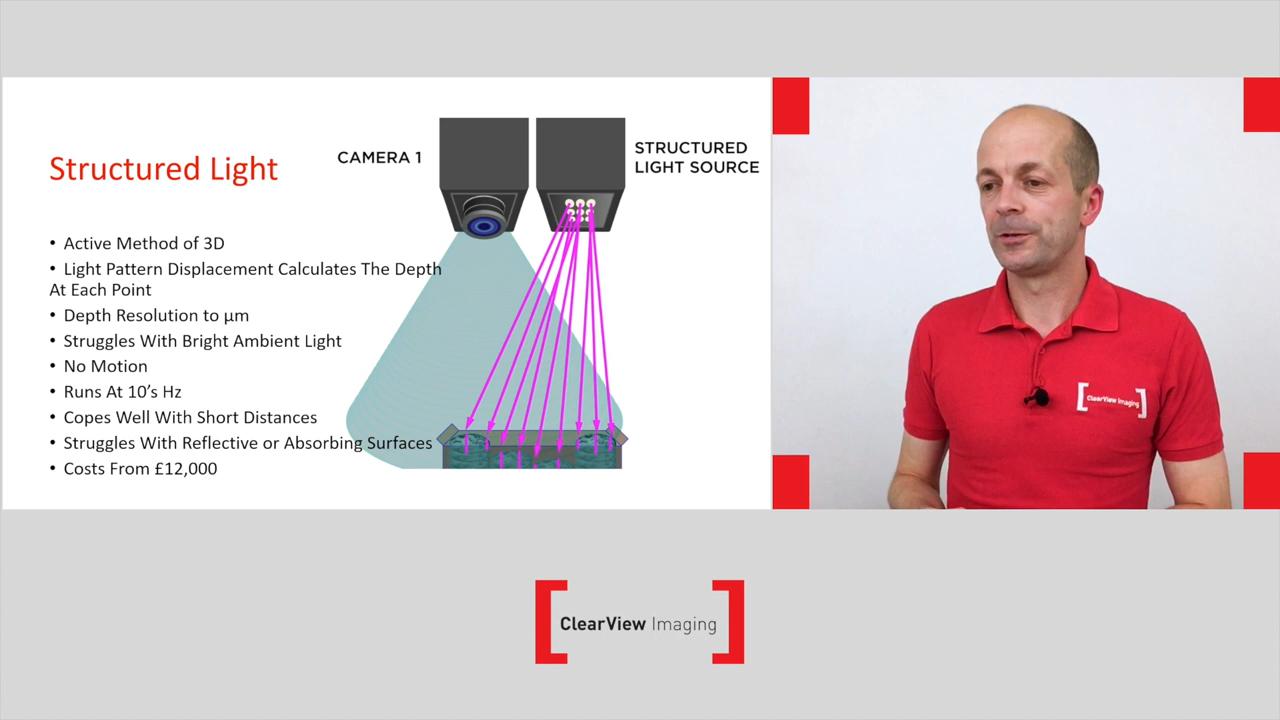 Structured Light
• Active Method of 3D
• Light Pattern Displacement Calculates The Depth
At Each Point
• Depth Resolution to µm
• Struggles With Bright Ambient Light
• No Motion
• Runs At 10’s Hz
• Copes Well With Short Distances
• Struggles With Reflective or Absorbing Surfaces
• Costs From £12,000
CAMERA 1
STRUCTURED
LIGHT SOURCE
ClearView Imaging
ClearView Imaging